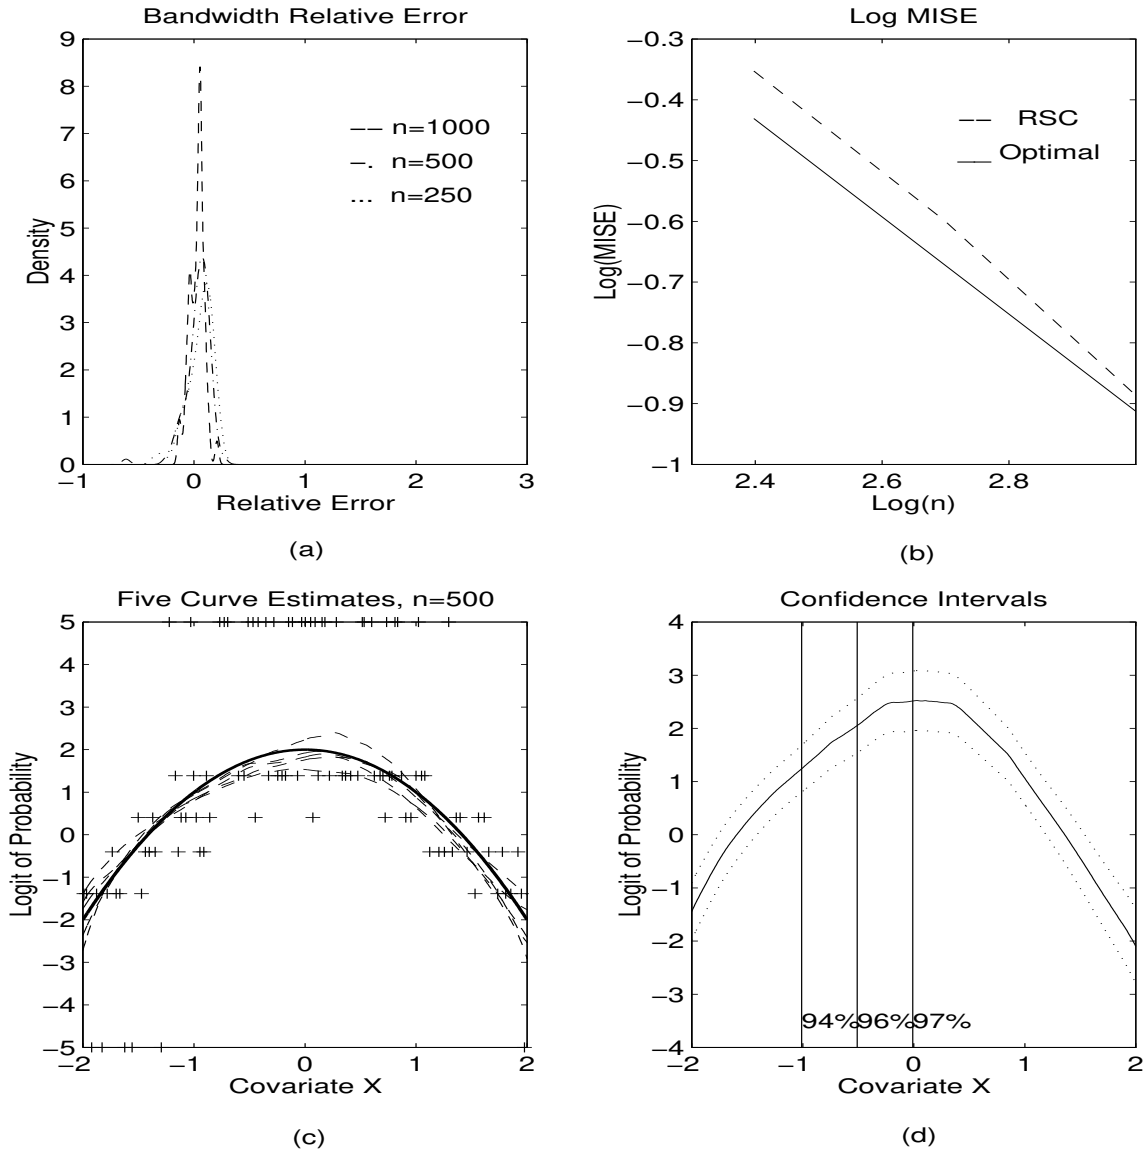 Bandwidth Relative Error
9
8
7
6
5
4
3
2
1
0
−1 0 1 2 3
Density
Relative Error
n=1000
n=500
n=250
(a)
Log MISE
−0.3
−0.4
−0.5
−0.6
−0.7
−0.8
−0.9
−1
2.4 2.6 2.8
Log(MISE)
Log(n)
RSC
Optimal
(b)
Five Curve Estimates, n=500
5
4
3
2
1
0
−1
−2
−3
−4
−5
−2 −1 0 1 2
Logit of Probability
Covariate X
(c)
Confidence Intervals
4
3
2
1
0
−1
−2
−3
−4
−2 −1 0 1 2
Logit of Probability
94% 96% 97%
Covariate X
(d)